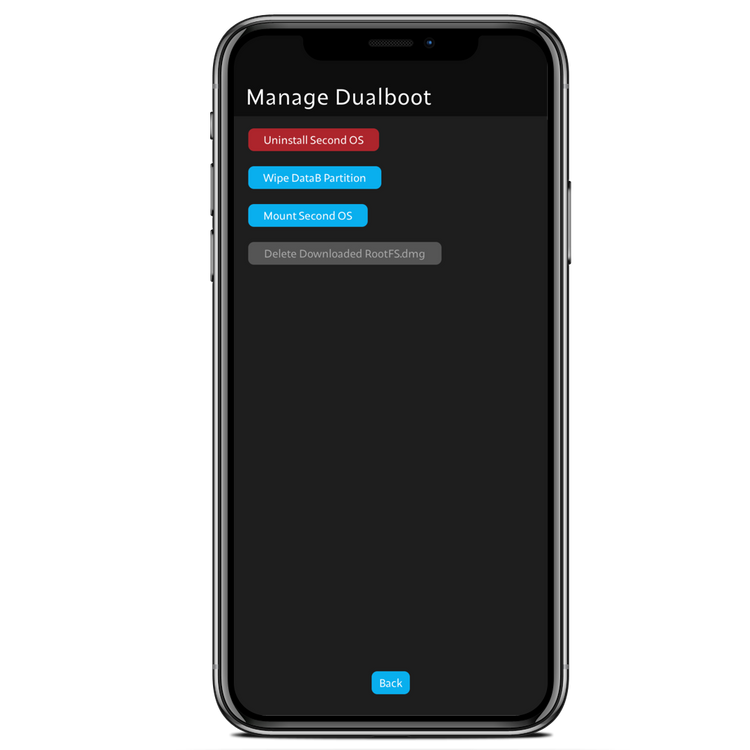 Manage Dualboot
Uninstall Second OS
Wipe DataB Partition
Mount Second OS
Delete Downloaded RootFS.dmg
Back